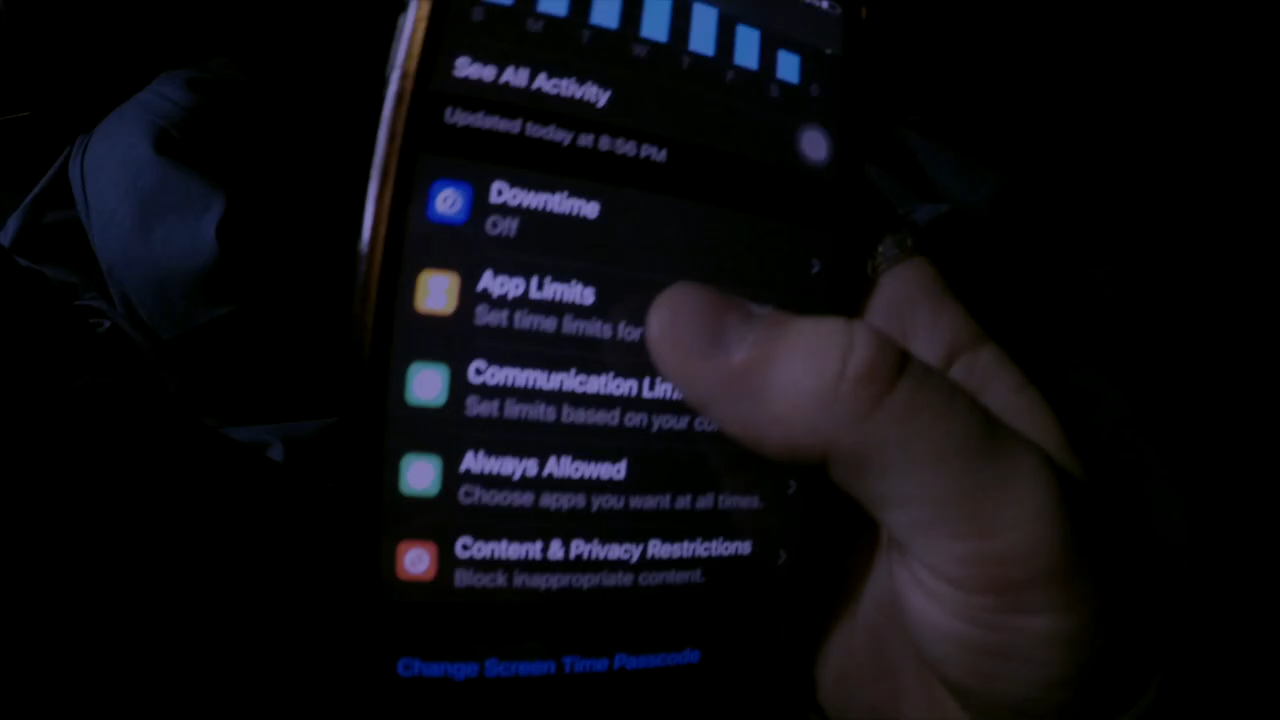 S M T W T F S
See All Activity
Updated today at 8:56 PM
Downtime
Off
App Limits
Set time limits for
Communication Lim
Set limits based on your co
Always Allowed
Choose apps you want at all times.
Content & Privacy Restrictions
Block inappropriate content.
Change Screen Time Passcode